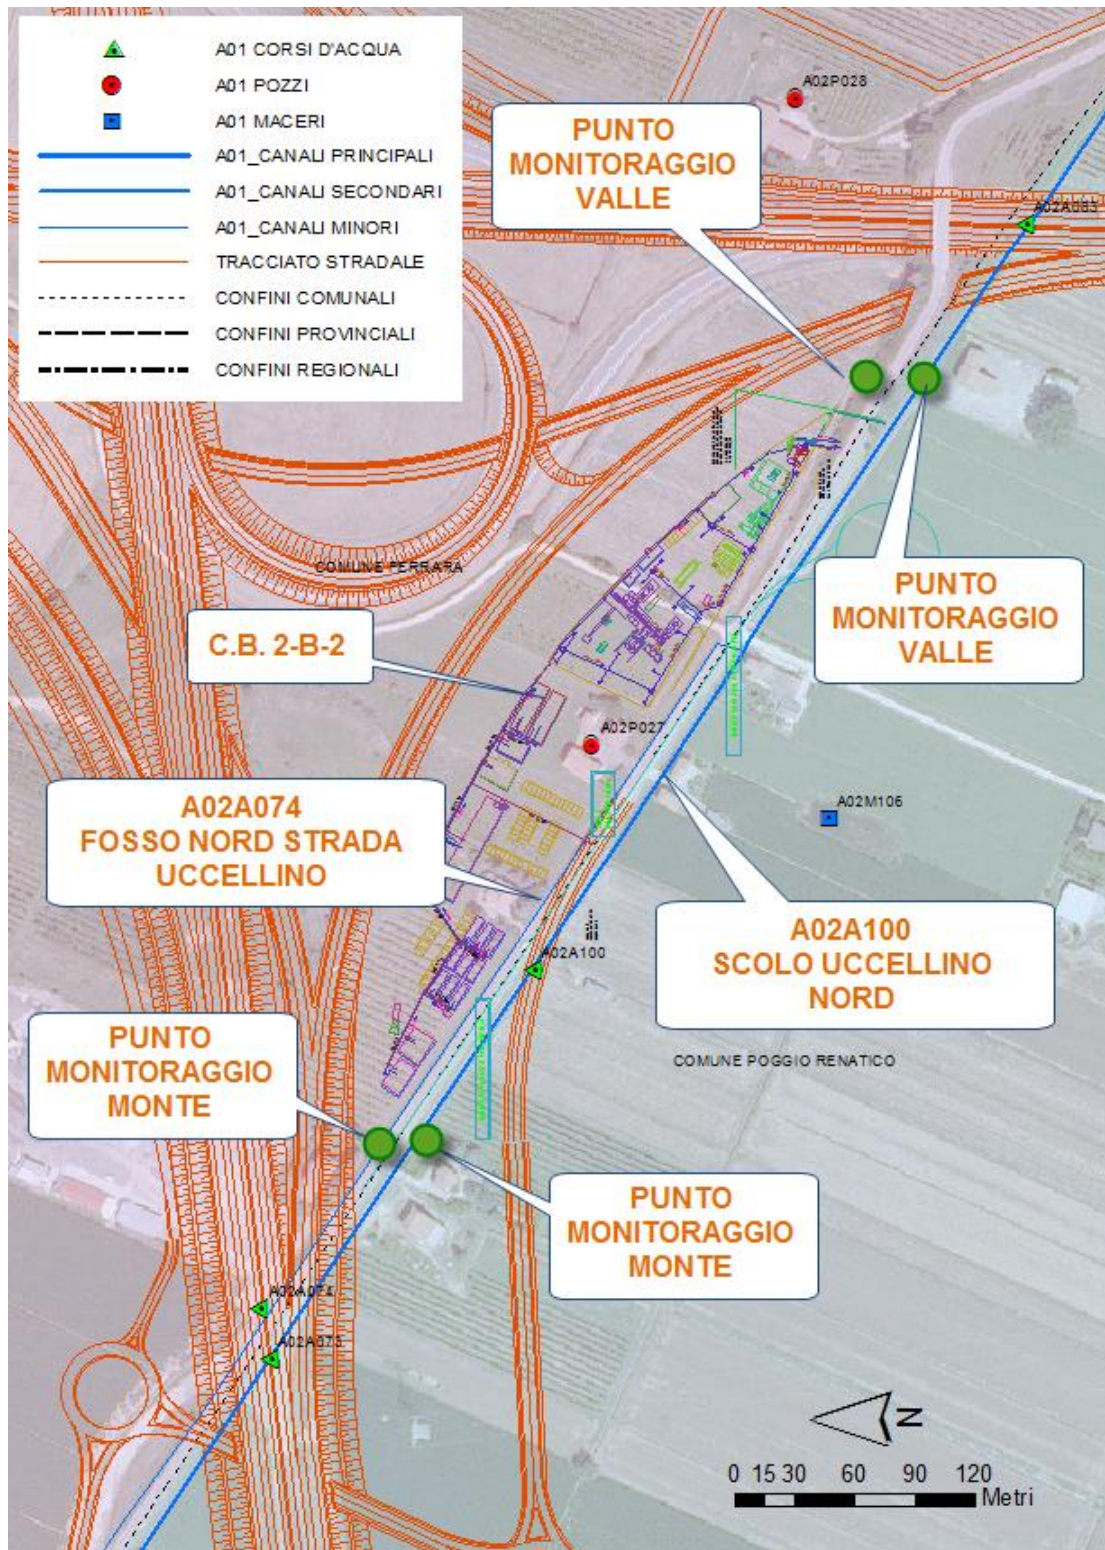 A01 CORSI D'ACQUA
A01 POZZI
A01 MACERI
A01_CANALI PRINCIPALI
A01_CANALI SECONDARI
A01_CANALI MINORI
TRACCIATO STRADALE
CONFINI COMUNALI
CONFINI PROVINCIALI
CONFINI REGIONALI
A02P028
PUNTO
MONITORAGGIO
VALLE
A02A083
COMUNE FERRARA
PUNTO
MONITORAGGIO
VALLE
C.B. 2-B-2
A02P027
A02A074
FOSSO NORD STRADA
UCCELLINO
A02M106
A02A100
SCOLO UCCELLINO
NORD
A02A100
PUNTO
MONITORAGGIO
MONTE
COMUNE POGGIO RENATICO
PUNTO
MONITORAGGIO
MONTE
A02A074
A02A073
N
0 15 30 60 90 120
Metri